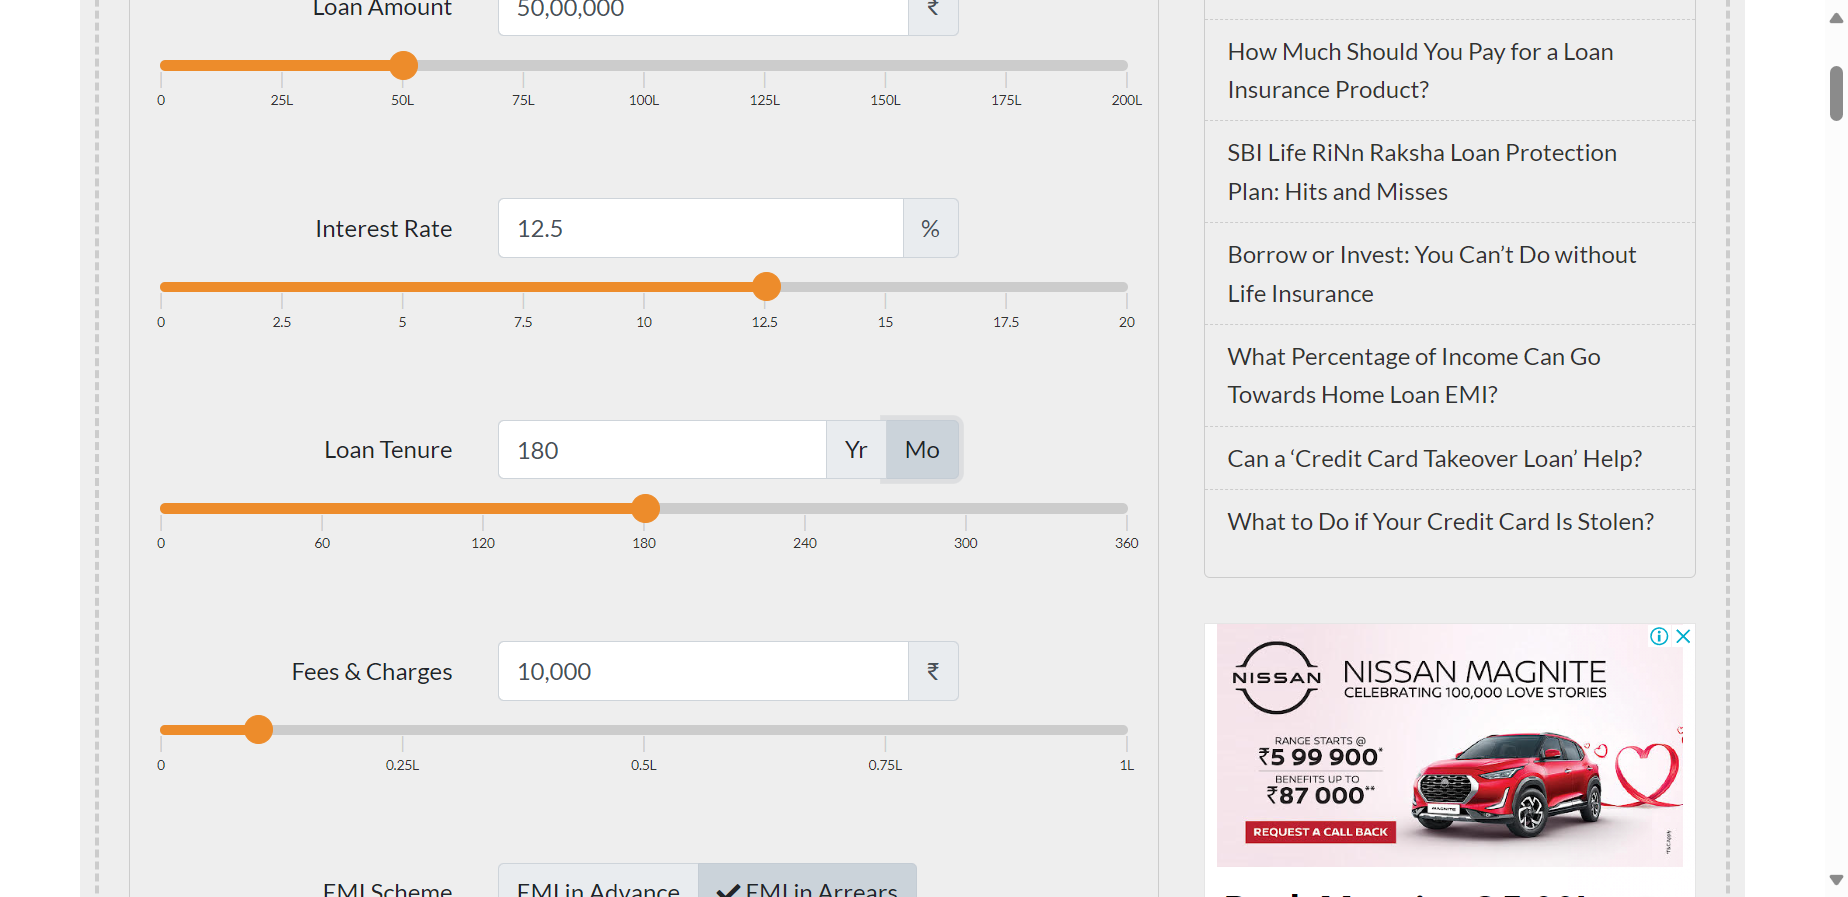 Loan Amount
50,00,000
₹
0 25L 50L 75L 100L 125L 150L 175L 200L
Interest Rate
12.5
%
0 2.5 5 7.5 10 12.5 15 17.5 20
Loan Tenure
180
Yr
Mo
0 60 120 180 240 300 360
Fees & Charges
10,000
₹
0 0.25L 0.5L 0.75L 1L
EMI Scheme
EMI in Advance
EMI in Arrears
How Much Should You Pay for a Loan
Insurance Product?
SBI Life RiNn Raksha Loan Protection
Plan: Hits and Misses
Borrow or Invest: You Can’t Do without
Life Insurance
What Percentage of Income Can Go
Towards Home Loan EMI?
Can a ‘Credit Card Takeover Loan’ Help?
What to Do if Your Credit Card Is Stolen?
NISSAN
NISSAN MAGNITE
CELEBRATING 100,000 LOVE STORIES
RANGE STARTS @
₹5 99 900*
BENEFITS UP TO
₹87 000**
REQUEST A CALL BACK
MAGNITE